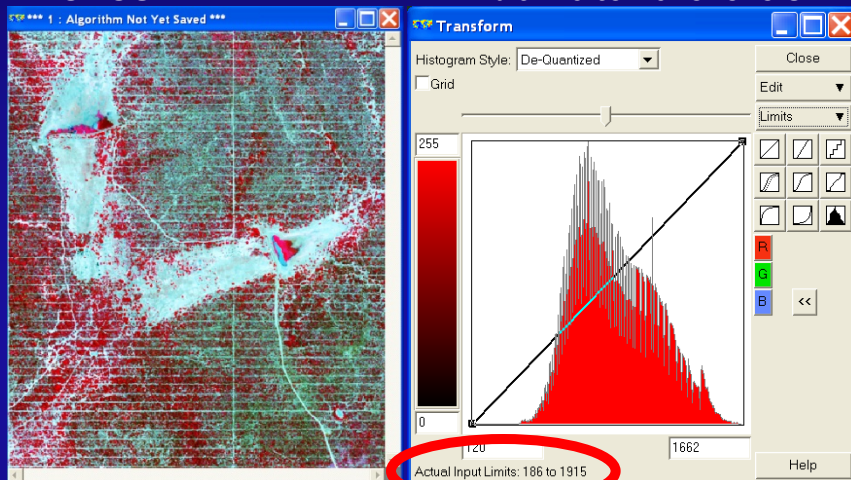 *** 1 : Algorithm Not Yet Saved ***
Transform
Histogram Style: De-Quantized
Close
Grid
Edit
Limits
255
R
G
B
<<
0
120
1662
Actual Input Limits: 186 to 1915
Help